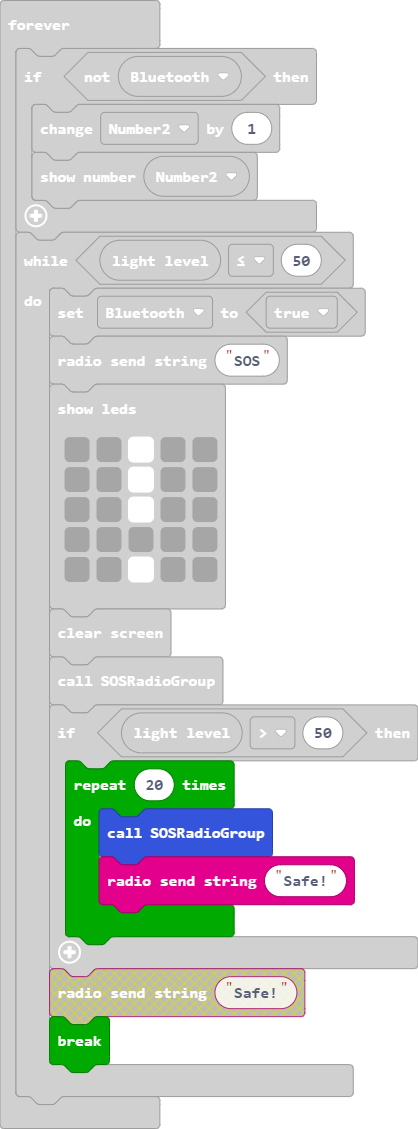 forever
if not Bluetooth then
change Number2 by 1
show number Number2
while light level ≤ 50
do
set Bluetooth to true
radio send string "SOS"
show leds
clear screen
call SOSRadioGroup
if light level > 50 then
repeat 20 times
do
call SOSRadioGroup
radio send string "Safe!"
radio send string "Safe!"
break